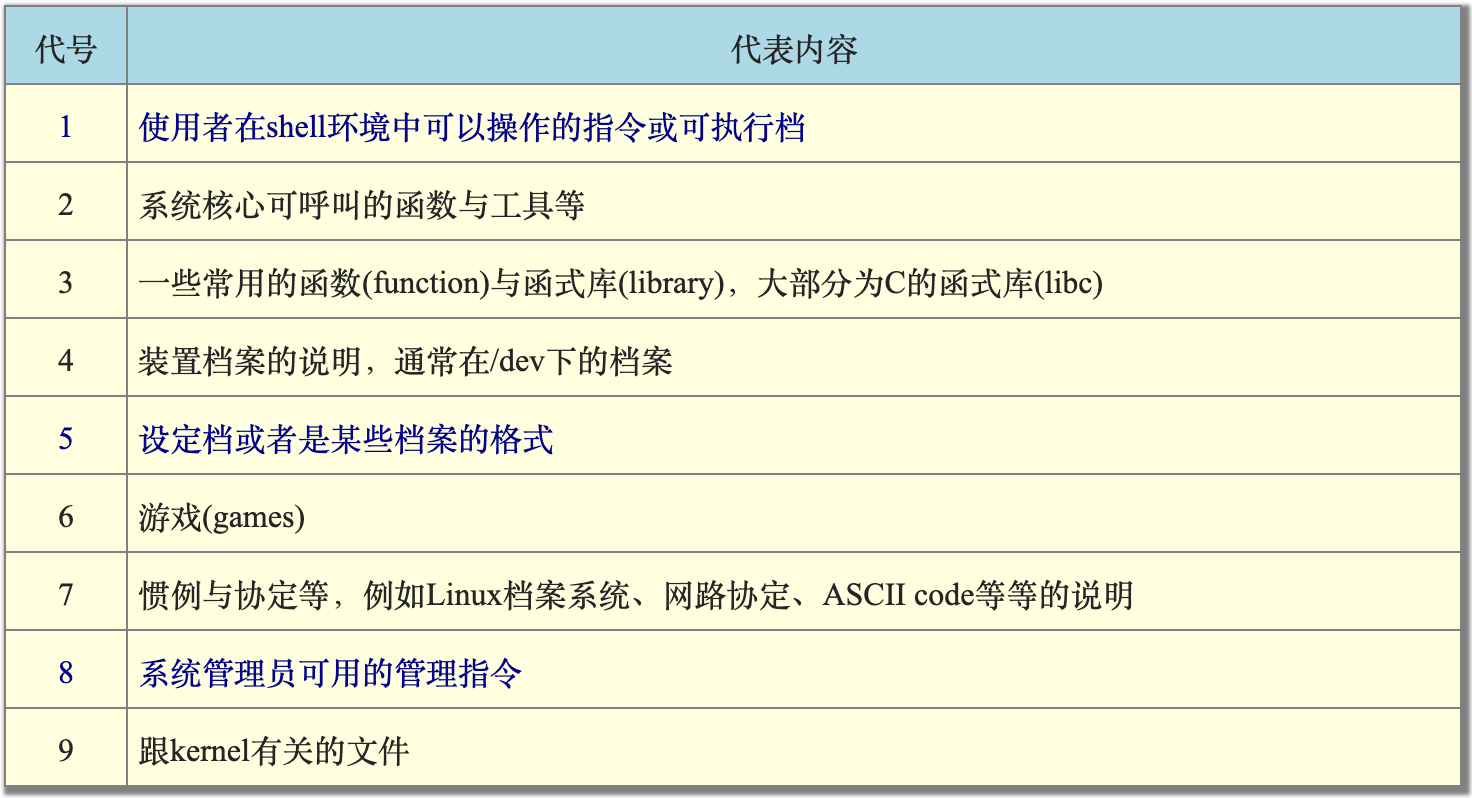 代号 代表内容
1 使用者在shell环境中可以操作的指令或可执行档
2 系统核心可呼叫的函数与工具等
3 一些常用的函数(function)与函式库(library)，大部分为C的函式库(libc)
4 装置档案的说明，通常在/dev下的档案
5 设定档或者是某些档案的格式
6 游戏(games)
7 惯例与协定等，例如Linux档案系统、网路协定、ASCII code等等的说明
8 系统管理员可用的管理指令
9 跟kernel有关的文件